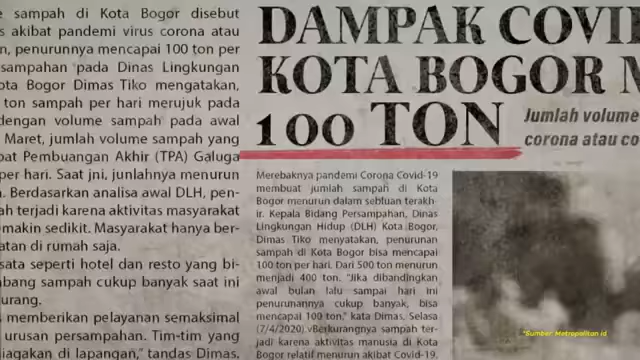 e sampah di Kota Bogor disebut
s akibat pandemi virus corona atau
n, penurunnya mencapai 100 ton per
ersampahan pada Dinas Lingkungan
ota Bogor Dimas Tiko mengatakan,
ton sampah per hari merujuk pada
dengan volume sampah pada awal
Maret, jumlah volume sampah yang
pat Pembuangan Akhir (TPA) Galuga
per hari. Saat jni, junlahnya menurun
. Berdasarkan analisa awal DLH, pen-
ah terjadi karena aktivitas masyarakat
makin sedikit. Masyarakat hanya ber-
atan di rumah saja.
sata seperti hotel dan resto yang bi-
mbang sampah cukup banyak saat ini
urang.
s memberikan pelayanan semaksimal
urusan persampahan. Tim-tim yang
disiagakan di lapangan," tandas Dimas,
DAMPAK COVI
KOTA BOGOR M
100 TON
Jumlah volume
corona atau co
Merebaknya pandemi Corona Covid-19
membuat jumlah sampah di Kota
Bogor menurun dalam sebluan terakh-
ir. Kepala Bidang Persampahan, Dinas
Lingkungan Hidup (DLH) Kota Bogor,
Dimas Tiko menyatakan, penurunan
sampah di Kota Bogor bisa mencapai
100 ton per hari. Dari 500 ton menurun
menjadi 400 ton. "Jika dibandingkan
awal bulan lalu sampai hari ini
penurunannya cukup banyak, bisa
mencapai 100 ton," kata Dimas, Selasa
(7/4/2020).vBerkurangnya sampah ter-
jadi karena aktivitas manusia di Kota
Bogor relatif menurun akibat Covid-19.
*Sumber: Metropolitan.id